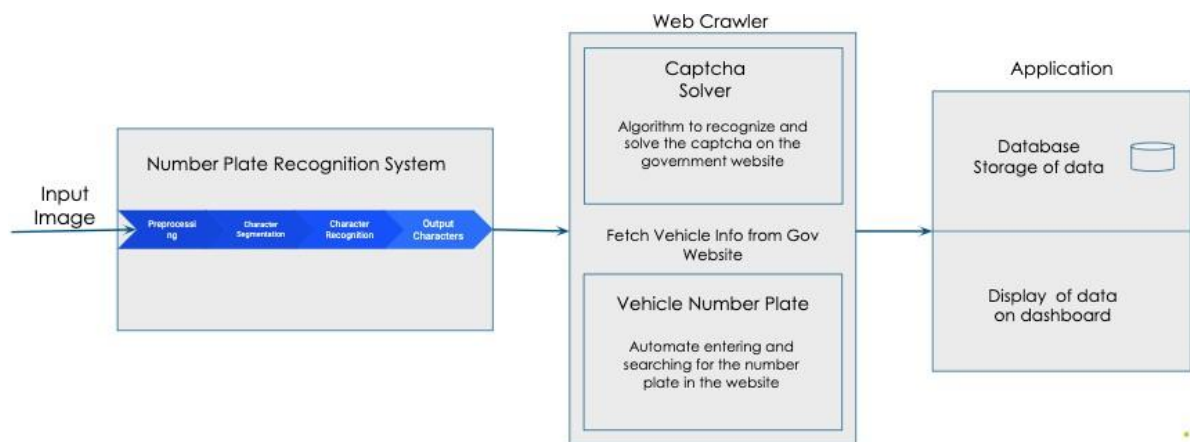 Input
Image
Number Plate Recognition System
Preprocessi
ng
Character
Segmentation
Character
Recognition
Output
Characters
Web Crawler
Captcha
Solver
Algorithm to recognize and
solve the captcha on the
government website
Fetch Vehicle Info from Gov
Website
Vehicle Number Plate
Automate entering and
searching for the number
plate in the website
Application
Database
Storage of data
Display of data
on dashboard